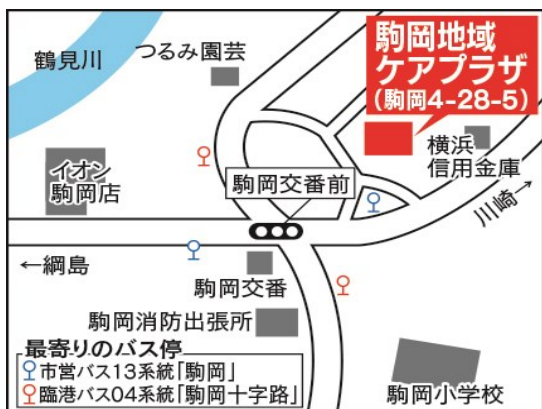 駒岡地域
ケアプラザ
(駒岡4-28-5)
鶴見川
つるみ園芸
横浜
信用金庫
イオン
駒岡店
駒岡交番前
川崎→
←綱島
駒岡交番
駒岡消防出張所
最寄りのバス停
市営バス13系統「駒岡」
臨港バス04系統「駒岡十字路」
駒岡小学校